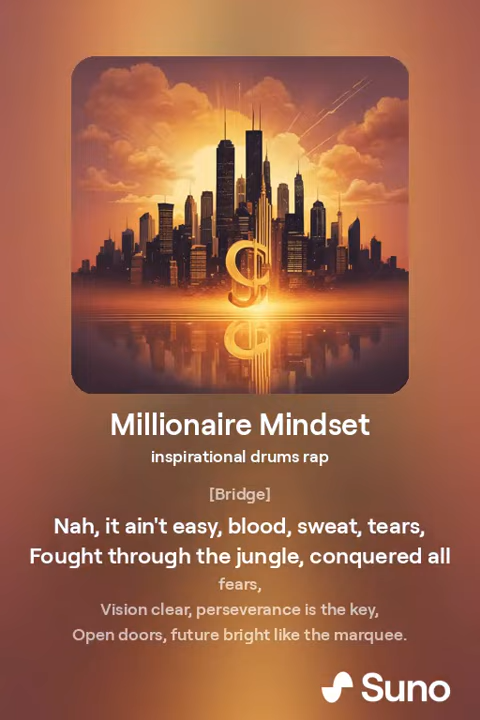 Millionaire Mindset
inspirational drums rap
[Bridge]
Nah, it ain't easy, blood, sweat, tears,
Fought through the jungle, conquered all
fears,
Vision clear, perseverance is the key,
Open doors, future bright like the marquee.
Suno